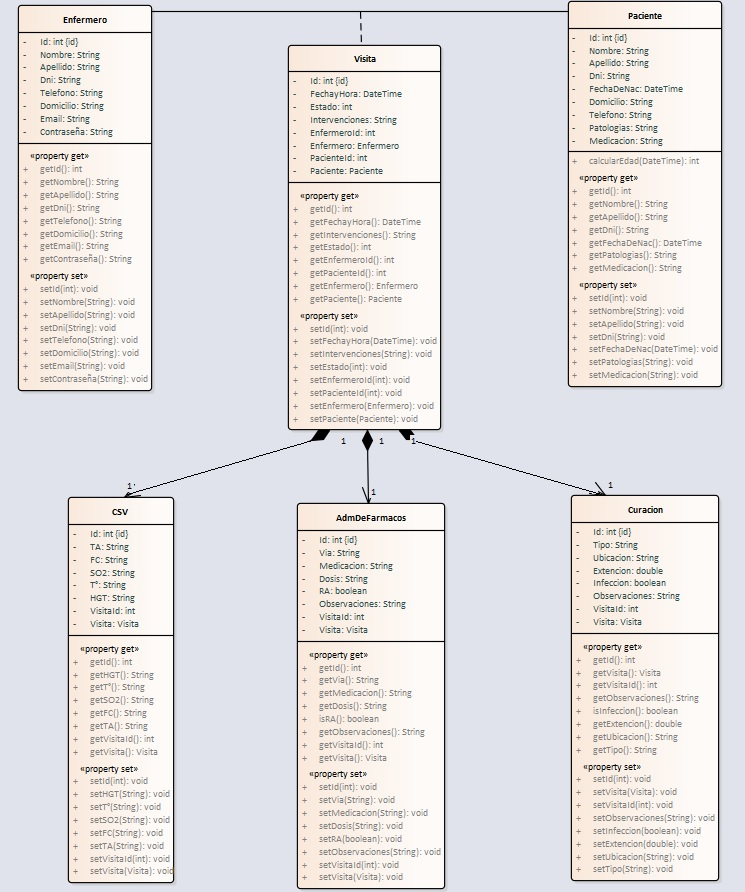 Enfermero
- Id: int {id}
- Nombre: String
- Apellido: String
- Dni: String
- Telefono: String
- Domicilio: String
- Email: String
- Contraseña: String
«property get»
+ getId(): int
+ getNombre(): String
+ getApellido(): String
+ getDni(): String
+ getTelefono(): String
+ getDomicilio(): String
+ getEmail(): String
+ getContraseña(): String
«property set»
+ setId(int): void
+ setNombre(String): void
+ setApellido(String): void
+ setDni(String): void
+ setTelefono(String): void
+ setDomicilio(String): void
+ setEmail(String): void
+ setContraseña(String): void
Visita
- Id: int {id}
- FechayHora: DateTime
- Estado: int
- Intervenciones: String
- EnfermeroId: int
- Enfermero: Enfermero
- PacienteId: int
- Paciente: Paciente
«property get»
+ getId(): int
+ getFechayHora(): DateTime
+ getIntervenciones(): String
+ getEstado(): int
+ getEnfermeroId(): int
+ getPacienteId(): int
+ getEnfermero(): Enfermero
+ getPaciente(): Paciente
«property set»
+ setId(int): void
+ setFechayHora(DateTime): void
+ setIntervenciones(String): void
+ setEstado(int): void
+ setEnfermeroId(int): void
+ setPacienteId(int): void
+ setEnfermero(Enfermero): void
+ setPaciente(Paciente): void
Paciente
- Id: int {id}
- Nombre: String
- Apellido: String
- Dni: String
- FechaDeNac: DateTime
- Domicilio: String
- Telefono: String
- Patologias: String
- Medicacion: String
+ calcularEdad(DateTime): int
«property get»
+ getId(): int
+ getNombre(): String
+ getApellido(): String
+ getDni(): String
+ getFechaDeNac(): DateTime
+ getPatologias(): String
+ getMedicacion(): String
«property set»
+ setId(int): void
+ setNombre(String): void
+ setApellido(String): void
+ setDni(String): void
+ setFechaDeNac(DateTime): void
+ setPatologias(String): void
+ setMedicacion(String): void
1
1
1
1
1
1
CSV
- Id: int {id}
- TA: String
- FC: String
- SO2: String
- T°: String
- HGT: String
- VisitaId: int
- Visita: Visita
«property get»
+ getId(): int
+ getHGT(): String
+ getT°(): String
+ getSO2(): String
+ getFC(): String
+ getTA(): String
+ getVisitaId(): int
+ getVisita(): Visita
«property set»
+ setId(int): void
+ setHGT(String): void
+ setT°(String): void
+ setSO2(String): void
+ setFC(String): void
+ setTA(String): void
+ setVisitaId(int): void
+ setVisita(Visita): void
AdmDeFarmacos
- Id: int {id}
- Via: String
- Medicacion: String
- Dosis: String
- RA: boolean
- Observaciones: String
- VisitaId: int
- Visita: Visita
«property get»
+ getId(): int
+ getVia(): String
+ getMedicacion(): String
+ getDosis(): String
+ isRA(): boolean
+ getObservaciones(): String
+ getVisitaId(): int
+ getVisita(): Visita
«property set»
+ setId(int): void
+ setVia(String): void
+ setMedicacion(String): void
+ setDosis(String): void
+ setRA(boolean): void
+ setObservaciones(String): void
+ setVisitaId(int): void
+ setVisita(Visita): void
Curacion
- Id: int {id}
- Tipo: String
- Ubicacion: String
- Extencion: double
- Infeccion: boolean
- Observaciones: String
- VisitaId: int
- Visita: Visita
«property get»
+ getId(): int
+ getVisita(): Visita
+ getVisitaId(): int
+ getObservaciones(): String
+ isInfeccion(): boolean
+ getExtencion(): double
+ getUbicacion(): String
+ getTipo(): String
«property set»
+ setId(int): void
+ setVisita(Visita): void
+ setVisitaId(int): void
+ setObservaciones(String): void
+ setInfeccion(boolean): void
+ setExtencion(double): void
+ setUbicacion(String): void
+ setTipo(String): void